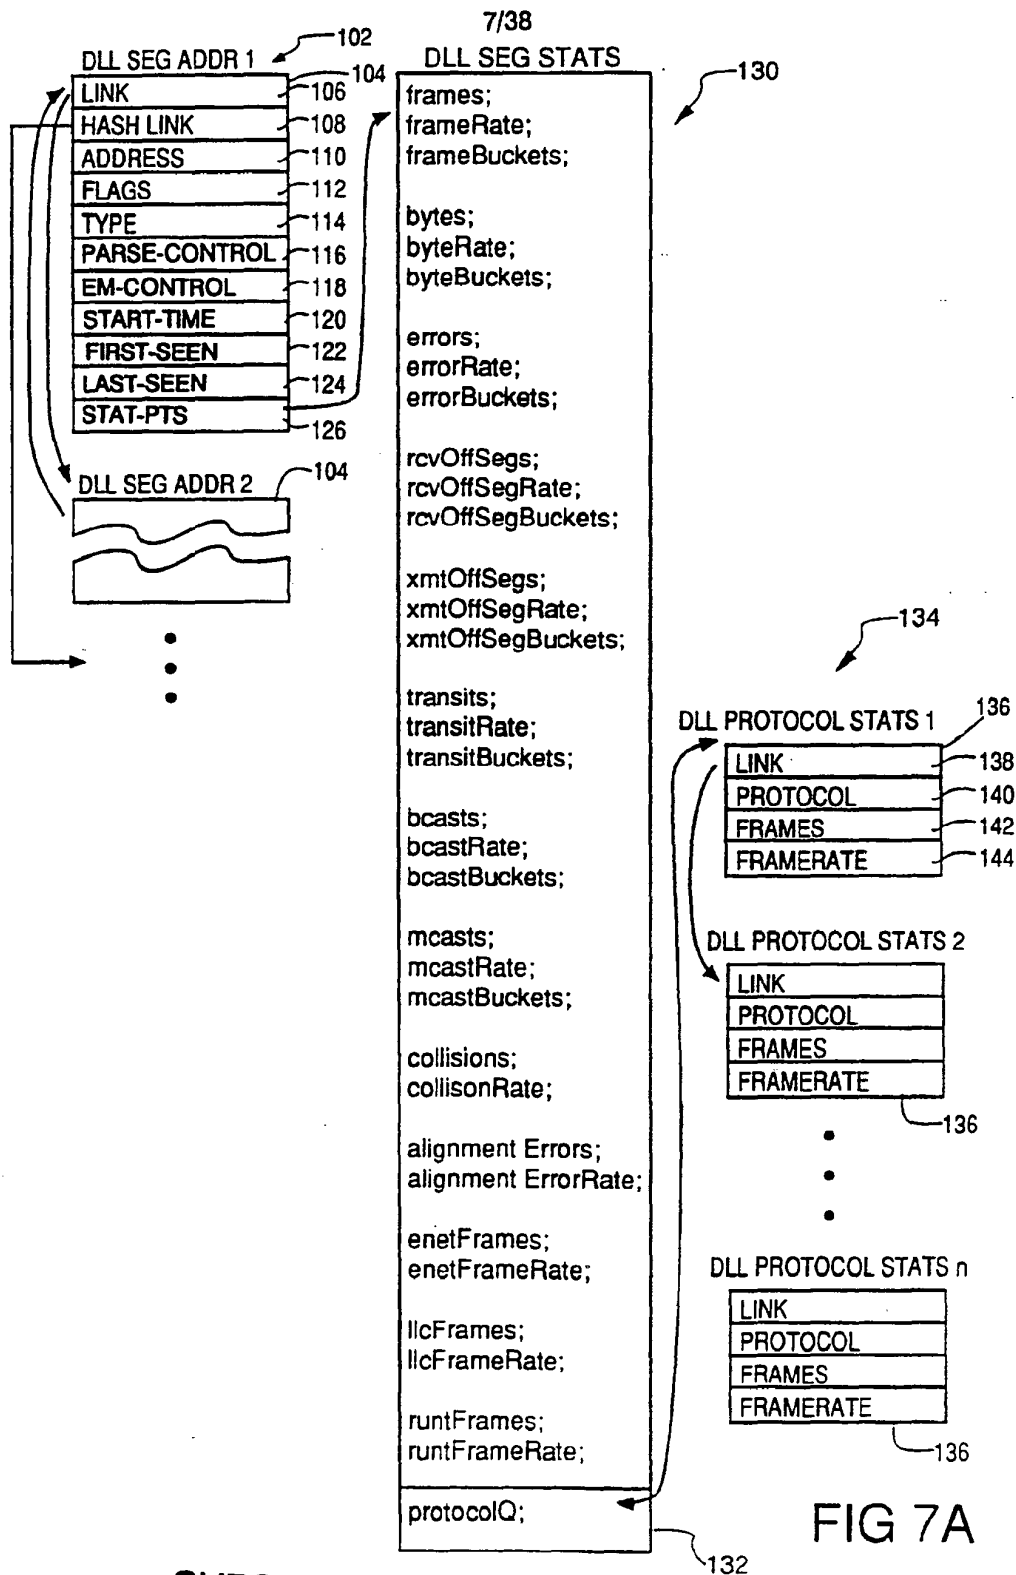 7/38
DLL SEG ADDR 1
102
104
LINK 106
HASH LINK 108
ADDRESS 110
FLAGS 112
TYPE 114
PARSE-CONTROL 116
EM-CONTROL 118
START-TIME 120
FIRST-SEEN 122
LAST-SEEN 124
STAT-PTS 126
DLL SEG ADDR 2
104
DLL SEG STATS
130
frames;
frameRate;
frameBuckets;
bytes;
byteRate;
byteBuckets;
errors;
errorRate;
errorBuckets;
rcvOffSegs;
rcvOffSegRate;
rcvOffSegBuckets;
xmtOffSegs;
xmtOffSegRate;
xmtOffSegBuckets;
transits;
transitRate;
transitBuckets;
bcasts;
bcastRate;
bcastBuckets;
mcasts;
mcastRate;
mcastBuckets;
collisions;
collisonRate;
alignment Errors;
alignment ErrorRate;
enetFrames;
enetFrameRate;
llcFrames;
llcFrameRate;
runtFrames;
runtFrameRate;
protocolQ;
132
134
DLL PROTOCOL STATS 1
136
LINK 138
PROTOCOL 140
FRAMES 142
FRAMERATE 144
DLL PROTOCOL STATS 2
LINK
PROTOCOL
FRAMES
FRAMERATE
136
DLL PROTOCOL STATS n
LINK
PROTOCOL
FRAMES
FRAMERATE
136
FIG 7A